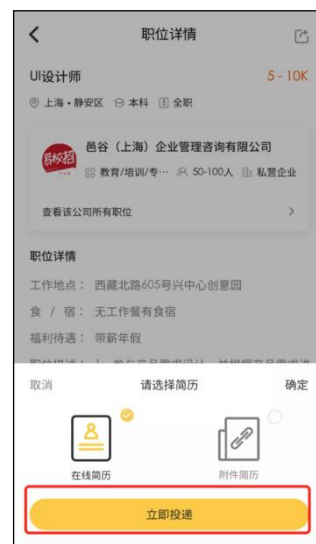 职位详情
UI设计师 5 - 10K
上海·静安区 本科 全职
易校招
邑谷（上海）企业管理咨询有限公司
教育/培训/专… 50-100人 私营企业
查看该公司所有职位
职位详情
工作地点： 西藏北路605号兴中心创意园
食 / 宿： 无工作餐有食宿
福利待遇： 带薪年假
取消 请选择简历 确定
在线简历 附件简历
立即投递